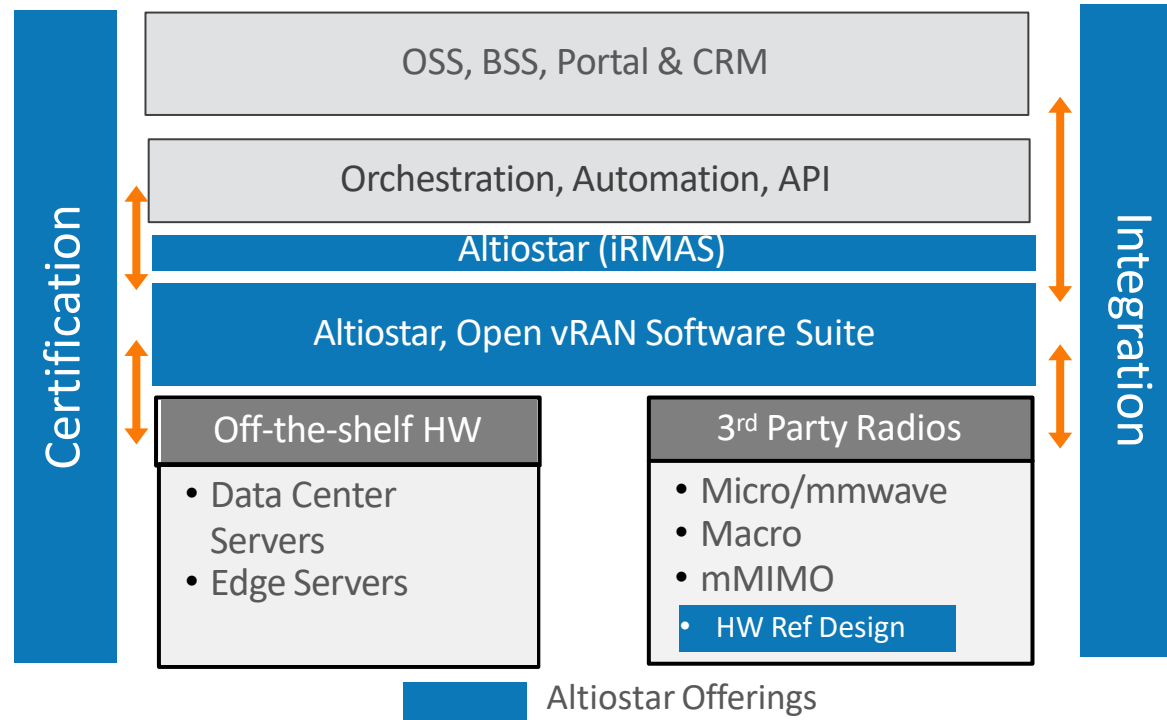 OSS, BSS, Portal & CRM
Orchestration, Automation, API
Altiostar (iRMAS)
Altiostar, Open vRAN Software Suite
Certification
Integration
Off-the-shelf HW
• Data Center
Servers
• Edge Servers
3rd Party Radios
• Micro/mmwave
• Macro
• mMIMO
• HW Ref Design
Altiostar Offerings